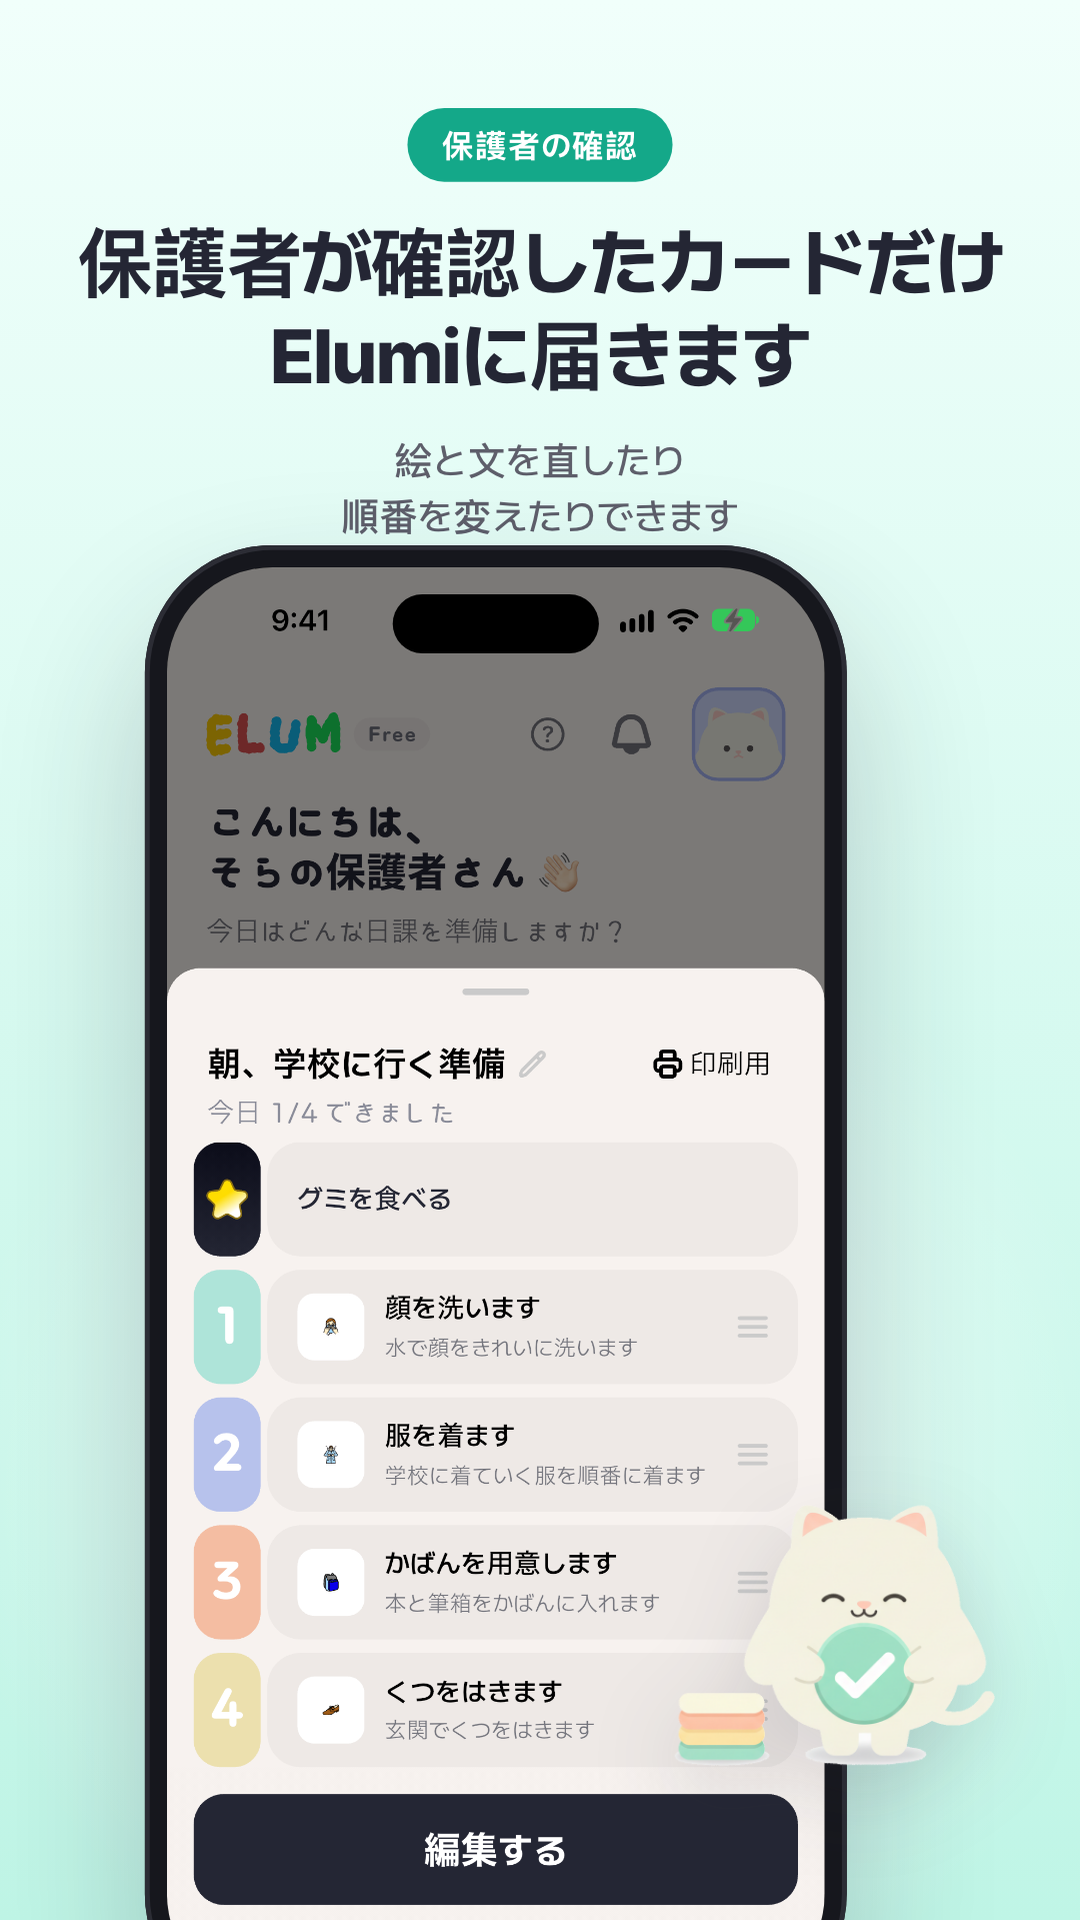 保護者の確認
保護者が確認したカードだけ
Elumiに届きます
絵と文を直したり
順番を変えたりできます
9:41
ELUM Free
?
こんにちは、
そらの保護者さん 👋
今日はどんな日課を準備しますか？
朝、学校に行く準備
印刷用
今日 1/4 できました
グミを食べる
1
顔を洗います
水で顔をきれいに洗います
2
服を着ます
学校に着ていく服を順番に着ます
3
かばんを用意します
本と筆箱をかばんに入れます
4
くつをはきます
玄関でくつをはきます
編集する